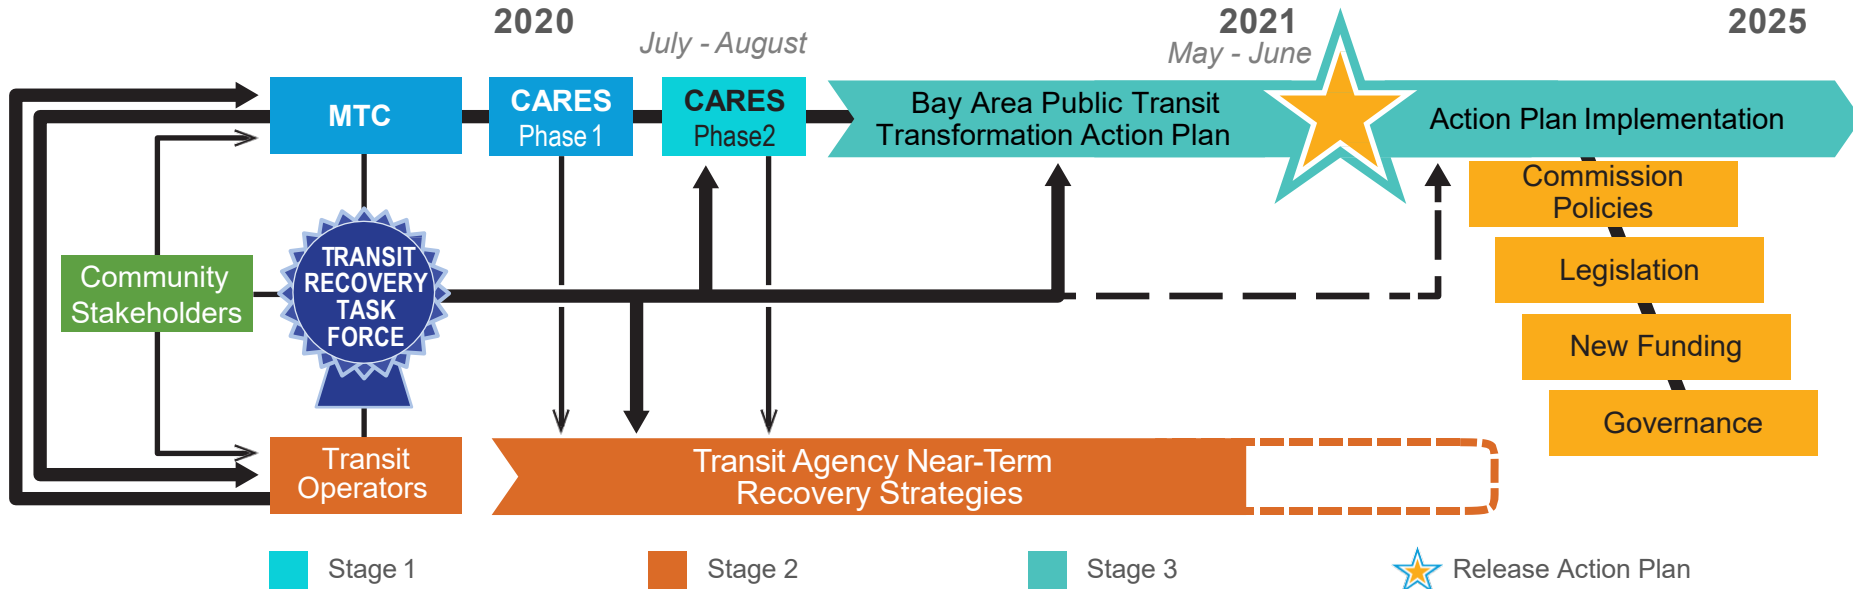 2020
2021
2025
July - August
May - June
MTC
CARES
Phase 1
CARES
Phase2
Bay Area Public Transit
Transformation Action Plan
Action Plan Implementation
Commission
Policies
Legislation
New Funding
Governance
Community
Stakeholders
TRANSIT
RECOVERY
TASK
FORCE
Transit
Operators
Transit Agency Near-Term
Recovery Strategies
Stage 1
Stage 2
Stage 3
Release Action Plan